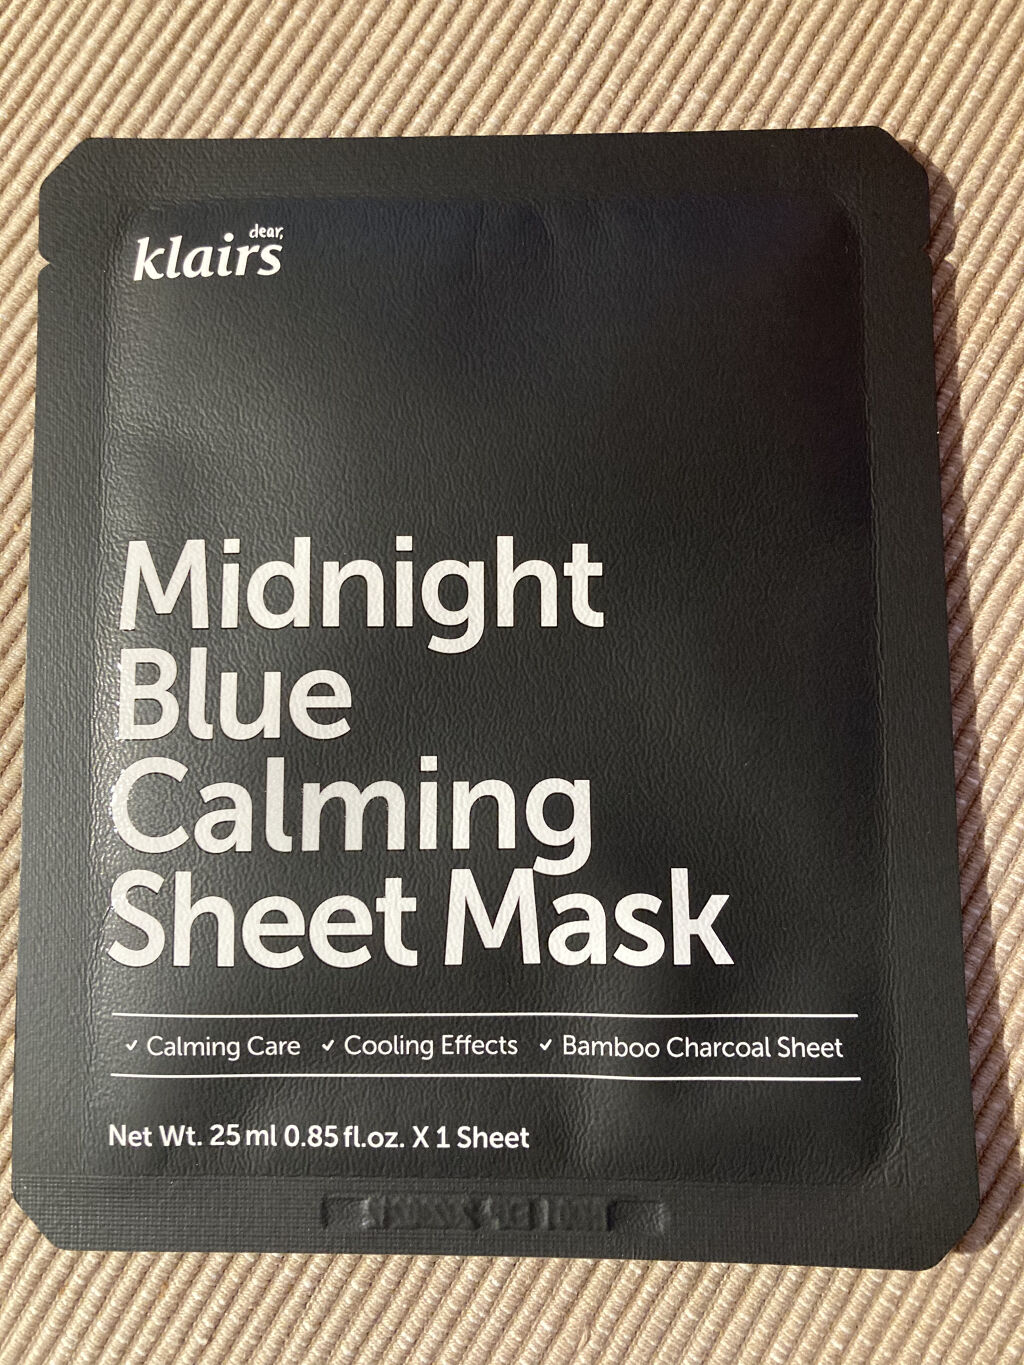 dear,
klairs
Midnight
Blue
Calming
Sheet Mask
✓ Calming Care ✓ Cooling Effects ✓ Bamboo Charcoal Sheet
Net Wt. 25 ml 0.85 fl.oz. X 1 Sheet